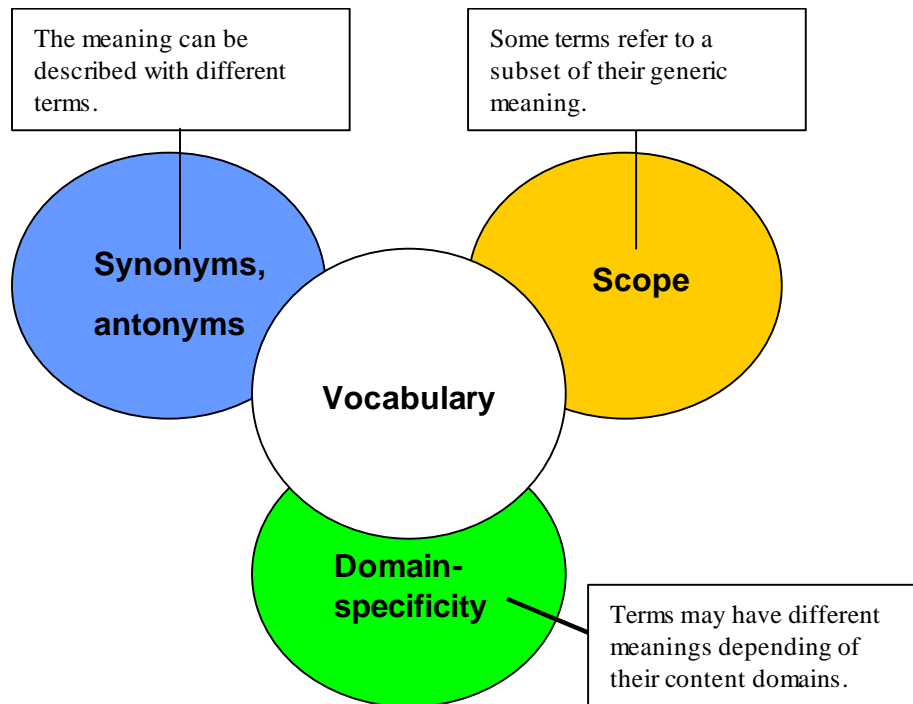 The meaning can be
described with different
terms.
Some terms refer to a
subset of their generic
meaning.
Synonyms,
antonyms
Scope
Vocabulary
Domain-
specificity
Terms may have different
meanings depending of
their content domains.